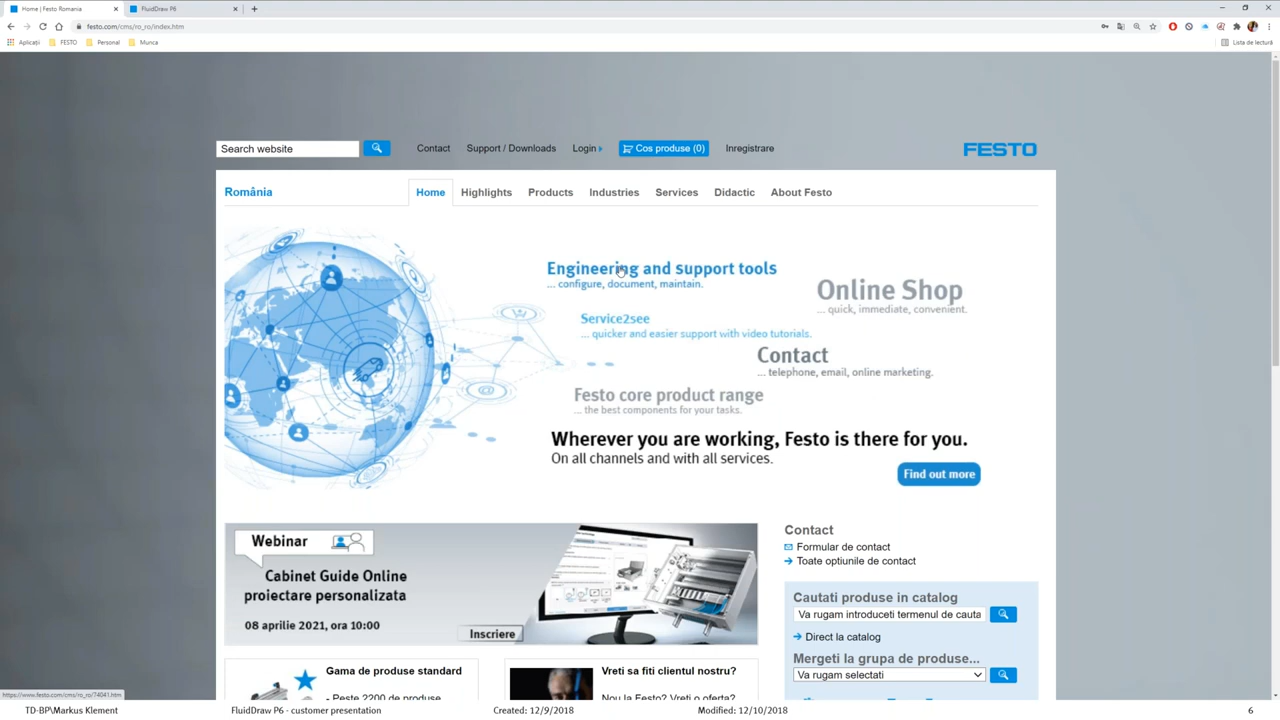 Home | Festo Romania
FluidDraw P6
festo.com/cms/ro_ro/index.htm
Aplicații
FESTO
Personal
Munca
Lista de lectură
Search website
Contact
Support / Downloads
Login
Cos produse (0)
Inregistrare
FESTO
România
Home
Highlights
Products
Industries
Services
Didactic
About Festo
Engineering and support tools
... configure, document, maintain.
Online Shop
... quick, immediate, convenient.
Service2see
... quicker and easier support with video tutorials.
Contact
... telephone, email, online marketing.
Festo core product range
... the best components for your tasks.
Wherever you are working, Festo is there for you.
On all channels and with all services.
Find out more
Webinar
Cabinet Guide Online
proiectare personalizata
08 aprilie 2021, ora 10:00
Inscriere
Contact
Formular de contact
Toate optiunile de contact
Cautati produse in catalog
Va rugam introduceti termenul de cauta
Direct la catalog
Mergeti la grupa de produse...
Va rugam selectati
Gama de produse standard
- Peste 2200 de produse
Vreti sa fiti clientul nostru?
Nou la Festo? Vreti o oferta?
https://www.festo.com/cms/ro_ro/74041.htm
TD-BP\Markus Klement
FluidDraw P6 - customer presentation
Created: 12/9/2018
Modified: 12/10/2018
6